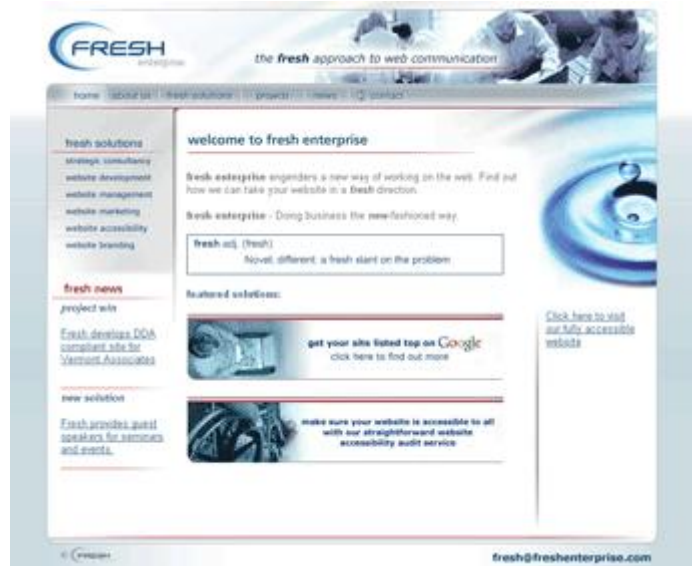 FRESH
enterprise
the fresh approach to web communication
home about us fresh solutions projects news contact
fresh solutions
strategic consultancy
website development
website management
website marketing
website accessibility
website branding
fresh news
project win
Fresh develops DDA
compliant site for
Vermont Associates
new solution
Fresh provides guest
speakers for seminars
and events.
welcome to fresh enterprise
fresh enterprise engenders a new way of working on the web. Find out
how we can take your website in a fresh direction.
fresh enterprise - Doing business the new-fashioned way.
fresh adj. (fresh)
Novel; different: a fresh slant on the problem
featured solutions:
get your site listed top on Google
click here to find out more
make sure your website is accessible to all
with our straightforward website
accessibility audit service
Click here to visit
our fully accessible
website
© FRESH
fresh@freshenterprise.com